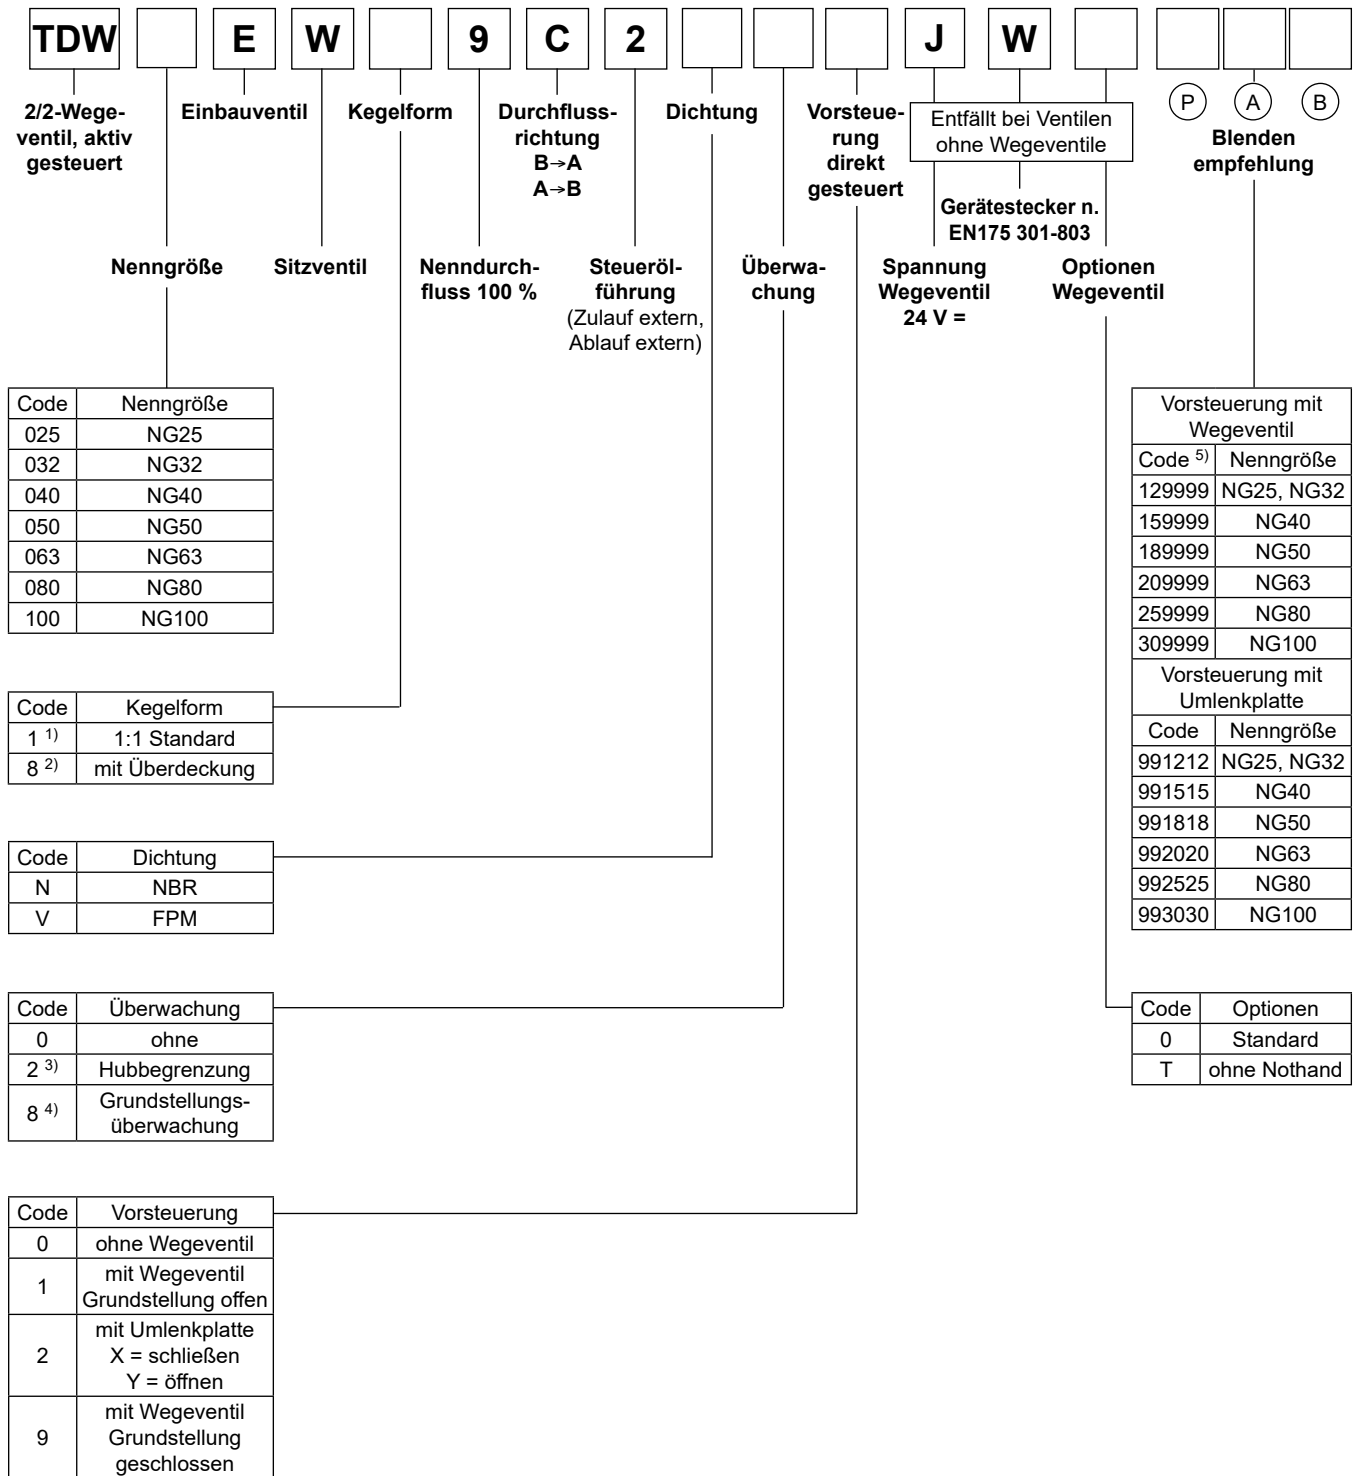 TDW E W 9 C 2 J W
2/2-Wege-
ventil, aktiv
gesteuert
Einbauventil
Kegelform
Durchfluss-
richtung
B→A
A→B
Dichtung
Vorsteue-
rung
direkt
gesteuert
Entfällt bei Ventilen
ohne Wegeventile
P A B
Blenden
empfehlung
Nenngröße
Sitzventil
Nenndurch-
fluss 100 %
Steueröl-
führung
(Zulauf extern,
Ablauf extern)
Überwa-
chung
Spannung
Wegeventil
24 V =
Gerätestecker n.
EN175 301-803
Optionen
Wegeventil
Code Nenngröße
025 NG25
032 NG32
040 NG40
050 NG50
063 NG63
080 NG80
100 NG100
Code Kegelform
1 1) 1:1 Standard
8 2) mit Überdeckung
Code Dichtung
N NBR
V FPM
Code Überwachung
0 ohne
2 3) Hubbegrenzung
8 4) Grundstellungs-
überwachung
Code Vorsteuerung
0 ohne Wegeventil
1 mit Wegeventil
Grundstellung offen
2 mit Umlenkplatte
X = schließen
Y = öffnen
9 mit Wegeventil
Grundstellung
geschlossen
Vorsteuerung mit
Wegeventil
Code 5) Nenngröße
129999 NG25, NG32
159999 NG40
189999 NG50
209999 NG63
259999 NG80
309999 NG100
Vorsteuerung mit
Umlenkplatte
Code Nenngröße
991212 NG25, NG32
991515 NG40
991818 NG50
992020 NG63
992525 NG80
993030 NG100
Code Optionen
0 Standard
T ohne Nothand